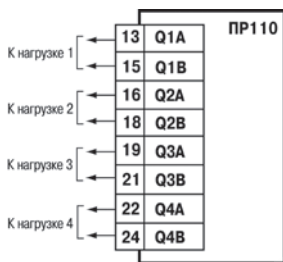 ПР110
13 Q1A
К нагрузке 1
15 Q1B
16 Q2A
К нагрузке 2
18 Q2B
19 Q3A
К нагрузке 3
21 Q3B
22 Q4A
К нагрузке 4
24 Q4B